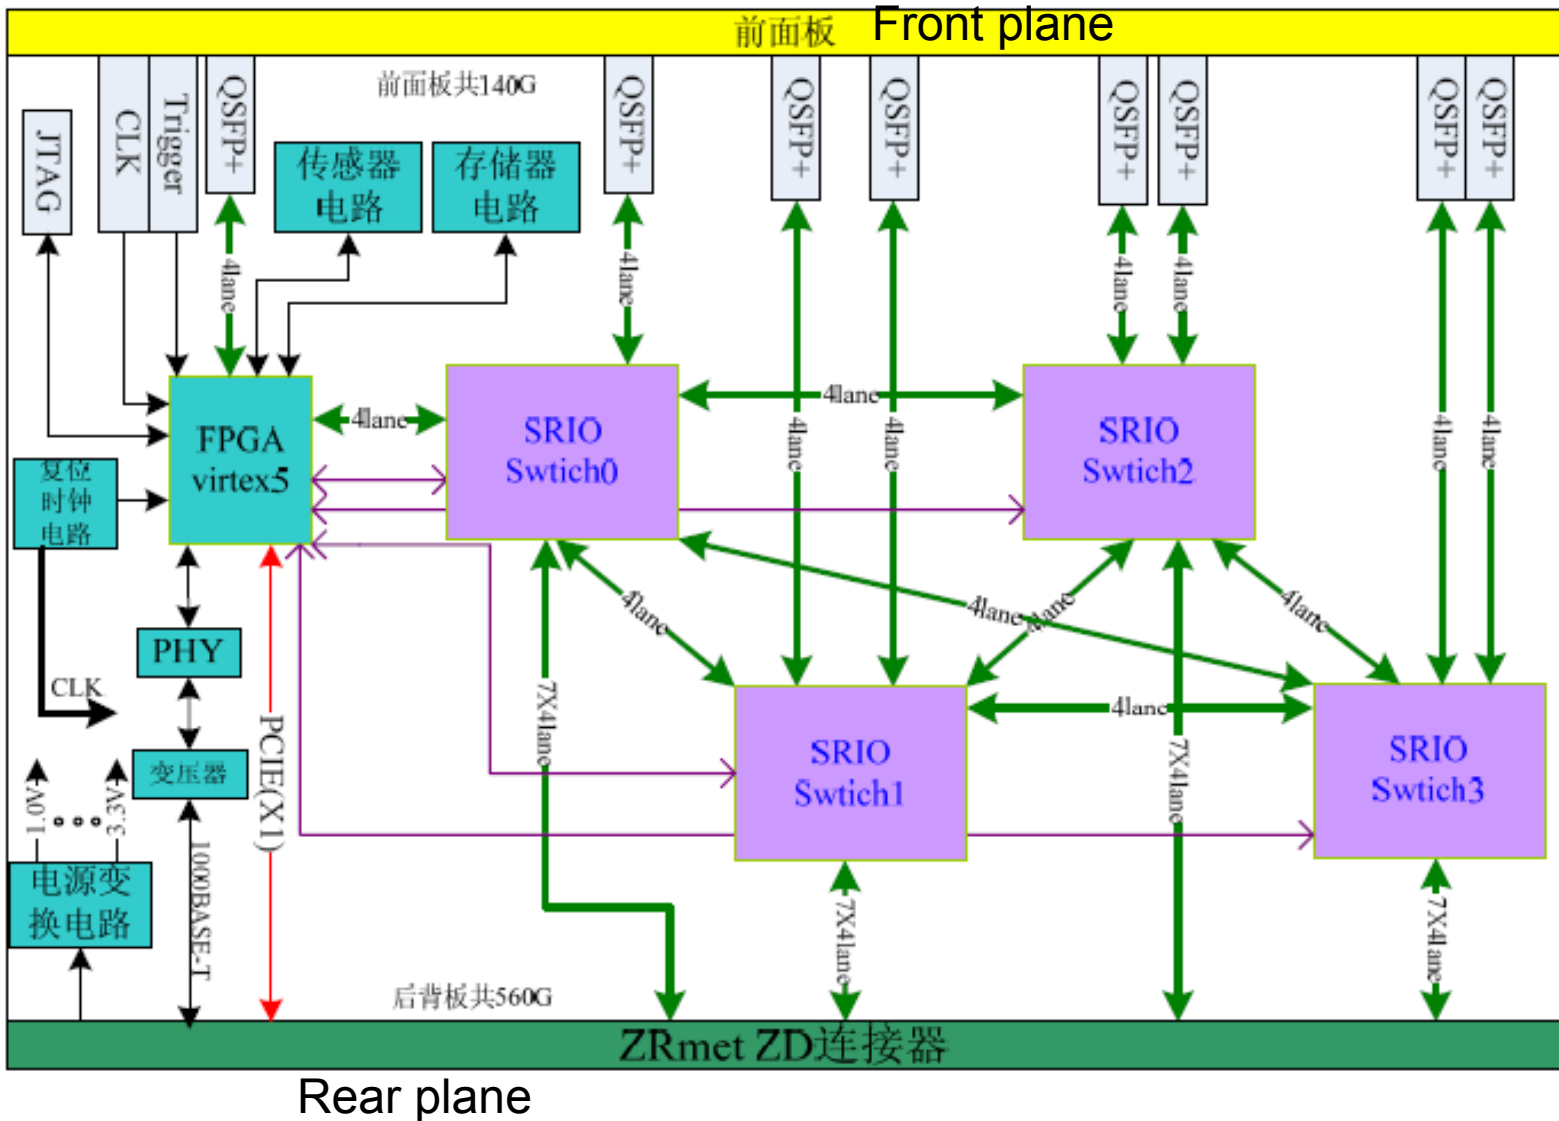 前面板 Front plane
前面板共140G
JTAG
CLK
Trigger
QSFP+
传感器
电路
存储器
电路
QSFP+
QSFP+
QSFP+
QSFP+
QSFP+
QSFP+
QSFP+
4lane
4lane
4lane
4lane
4lane
4lane
4lane
4lane
FPGA
virtex5
4lane
SRIO
Swtich0
4lane
SRIO
Swtich2
复位
时钟
电路
4lane
4lane
4lane
4lane
PHY
CLK
变压器
PCIE(X1)
7X4lane
SRIO
Swtich1
4lane
7X4lane
SRIO
Swtich3
1.0V
3.3V
电源变
换电路
1000BASE-T
7X4lane
7X4lane
后背板共560G
ZRmet ZD连接器
Rear plane